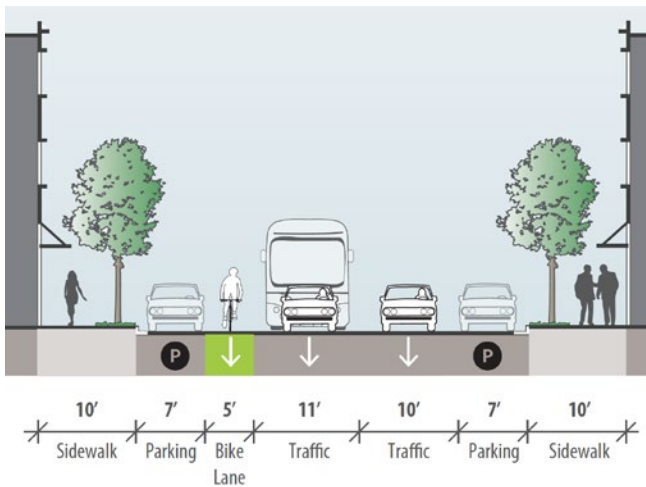 P P
10′ 7′ 5′ 11′ 10′ 7′ 10′
Sidewalk Parking Bike Traffic Traffic Parking Sidewalk
Lane